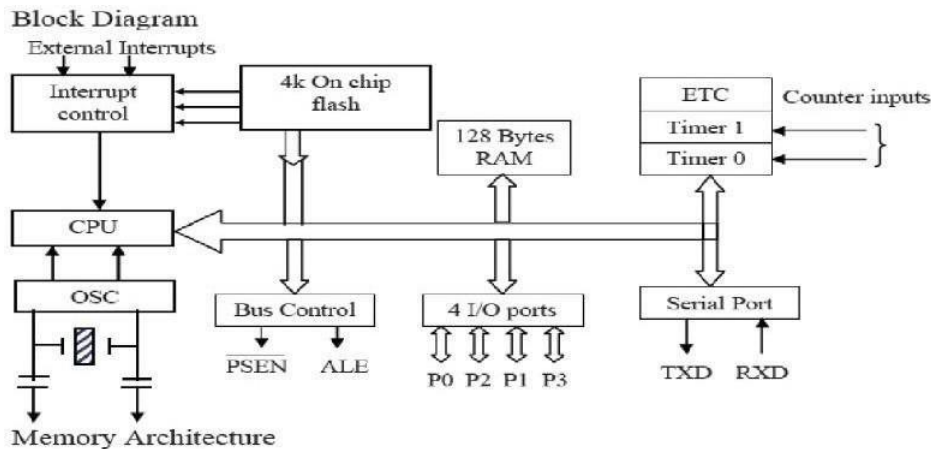 Block Diagram
External Interrupts
Interrupt
control
4k On chip
flash
128 Bytes
RAM
ETC
Timer 1
Timer 0
Counter inputs
CPU
OSC
Bus Control
4 I/O ports
Serial Port
PSEN
ALE
P0 P2 P1 P3
TXD
RXD
Memory Architecture